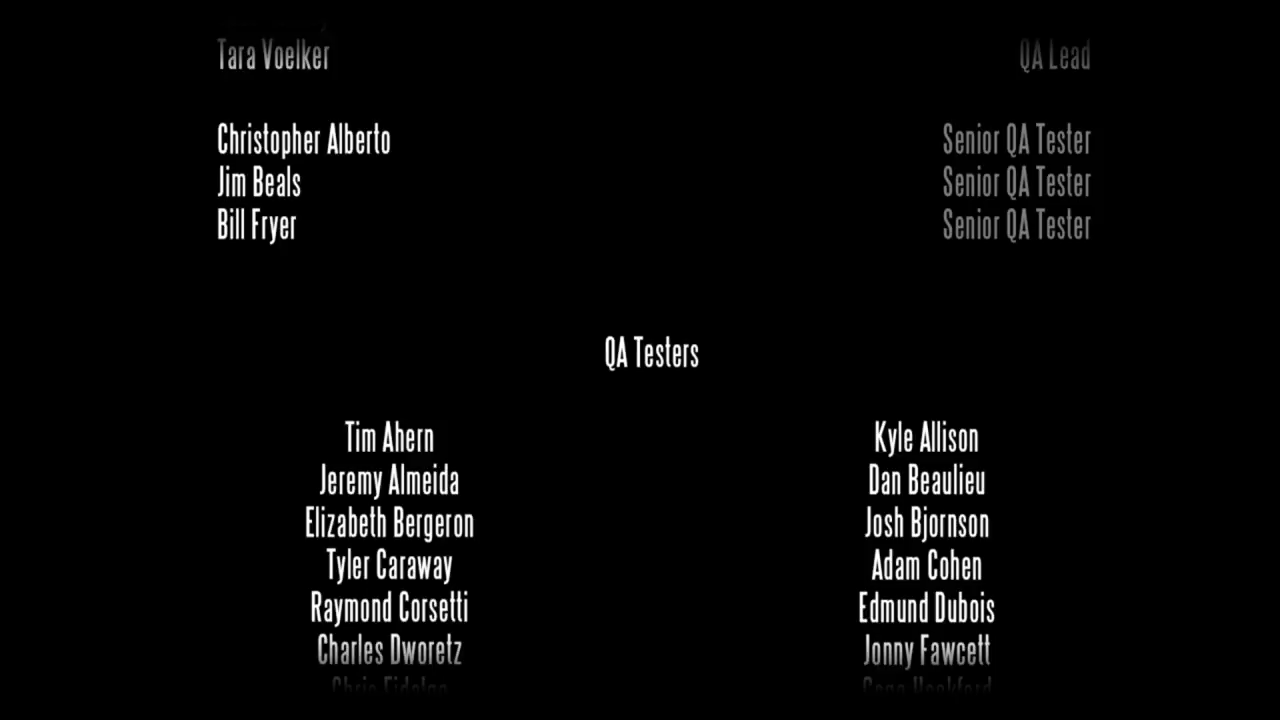 Tara Voelker QA Lead
Christopher Alberto Senior QA Tester
Jim Beals Senior QA Tester
Bill Fryer Senior QA Tester
QA Testers
Tim Ahern Kyle Allison
Jeremy Almeida Dan Beaulieu
Elizabeth Bergeron Josh Bjornson
Tyler Caraway Adam Cohen
Raymond Corsetti Edmund Dubois
Charles Dworetz Jonny Fawcett
Chris Fidalgo